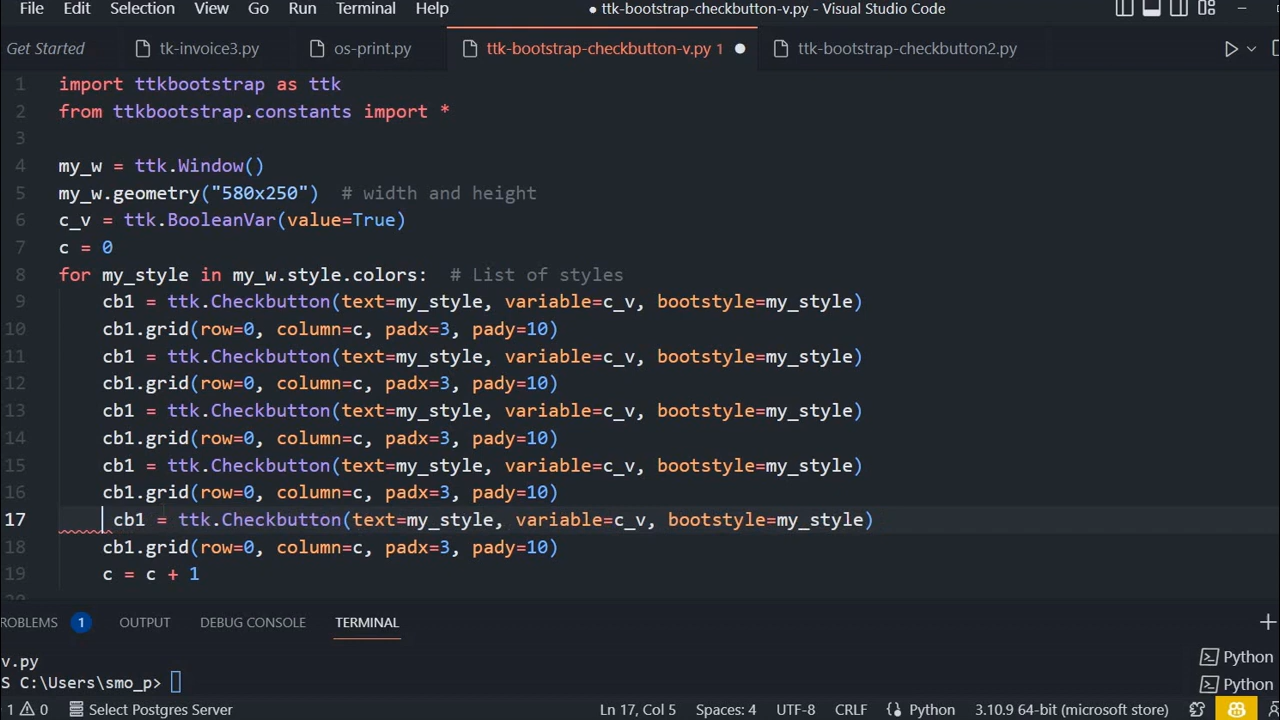 File Edit Selection View Go Run Terminal Help ● ttk-bootstrap-checkbutton-v.py - Visual Studio Code
Get Started tk-invoice3.py os-print.py ttk-bootstrap-checkbutton-v.py 1 ttk-bootstrap-checkbutton2.py
1 import ttkbootstrap as ttk
2 from ttkbootstrap.constants import *
3
4 my_w = ttk.Window()
5 my_w.geometry("580x250")  # width and height
6 c_v = ttk.BooleanVar(value=True)
7 c = 0
8 for my_style in my_w.style.colors:  # List of styles
9     cb1 = ttk.Checkbutton(text=my_style, variable=c_v, bootstyle=my_style)
10     cb1.grid(row=0, column=c, padx=3, pady=10)
11     cb1 = ttk.Checkbutton(text=my_style, variable=c_v, bootstyle=my_style)
12     cb1.grid(row=0, column=c, padx=3, pady=10)
13     cb1 = ttk.Checkbutton(text=my_style, variable=c_v, bootstyle=my_style)
14     cb1.grid(row=0, column=c, padx=3, pady=10)
15     cb1 = ttk.Checkbutton(text=my_style, variable=c_v, bootstyle=my_style)
16     cb1.grid(row=0, column=c, padx=3, pady=10)
17      cb1 = ttk.Checkbutton(text=my_style, variable=c_v, bootstyle=my_style)
18     cb1.grid(row=0, column=c, padx=3, pady=10)
19     c = c + 1
ROBLEMS 1 OUTPUT DEBUG CONSOLE TERMINAL
v.py
S C:\Users\smo_p>
Python
Python
1 0 Select Postgres Server Ln 17, Col 5 Spaces: 4 UTF-8 CRLF Python 3.10.9 64-bit (microsoft store)